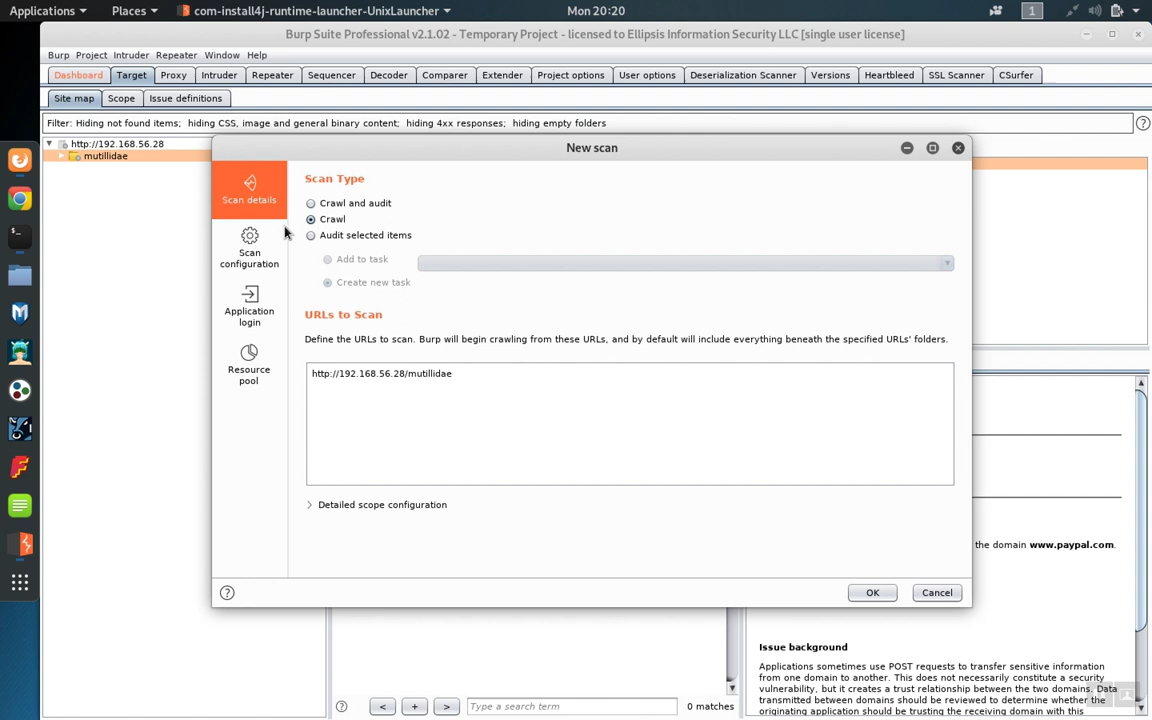 Applications Places com-install4j-runtime-launcher-UnixLauncher Mon 20:20 1
Burp Suite Professional v2.1.02 - Temporary Project - licensed to Ellipsis Information Security LLC [single user license]
Burp Project Intruder Repeater Window Help
Dashboard Target Proxy Intruder Repeater Sequencer Decoder Comparer Extender Project options User options Deserialization Scanner Versions Heartbleed SSL Scanner CSurfer
Site map Scope Issue definitions
Filter: Hiding not found items; hiding CSS, image and general binary content; hiding 4xx responses; hiding empty folders ?
http://192.168.56.28
mutillidae
New scan
Scan details
Scan configuration
Application login
Resource pool
Scan Type
Crawl and audit
Crawl
Audit selected items
Add to task
Create new task
URLs to Scan
Define the URLs to scan. Burp will begin crawling from these URLs, and by default will include everything beneath the specified URLs' folders.
http://192.168.56.28/mutillidae
Detailed scope configuration
? OK Cancel
the domain www.paypal.com.
Issue background
Applications sometimes use POST requests to transfer sensitive information
from one domain to another. This does not necessarily constitute a security
vulnerability, but it creates a trust relationship between the two domains. Data
transmitted between domains should be reviewed to determine whether the
originating application should be trusting the receiving domain with this
? < + > Type a search term 0 matches